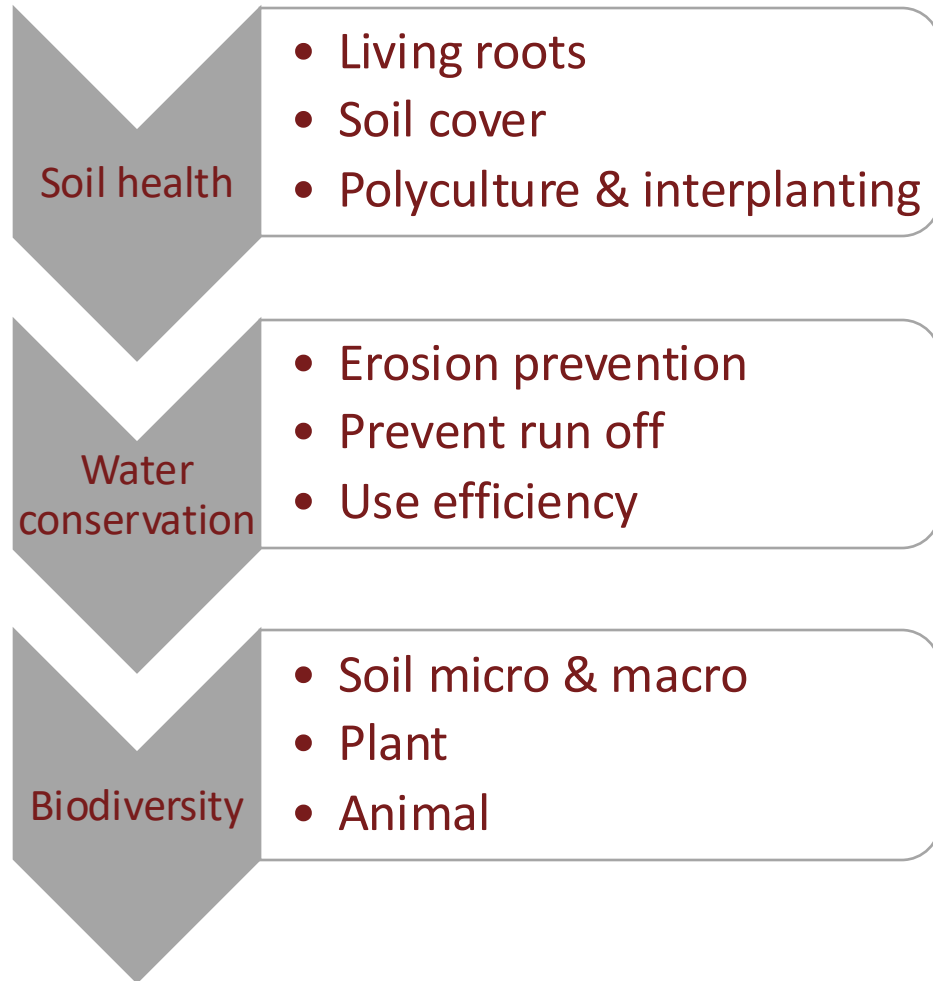 Soil health
• Living roots
• Soil cover
• Polyculture & interplanting
Water
conservation
• Erosion prevention
• Prevent run off
• Use efficiency
Biodiversity
• Soil micro & macro
• Plant
• Animal